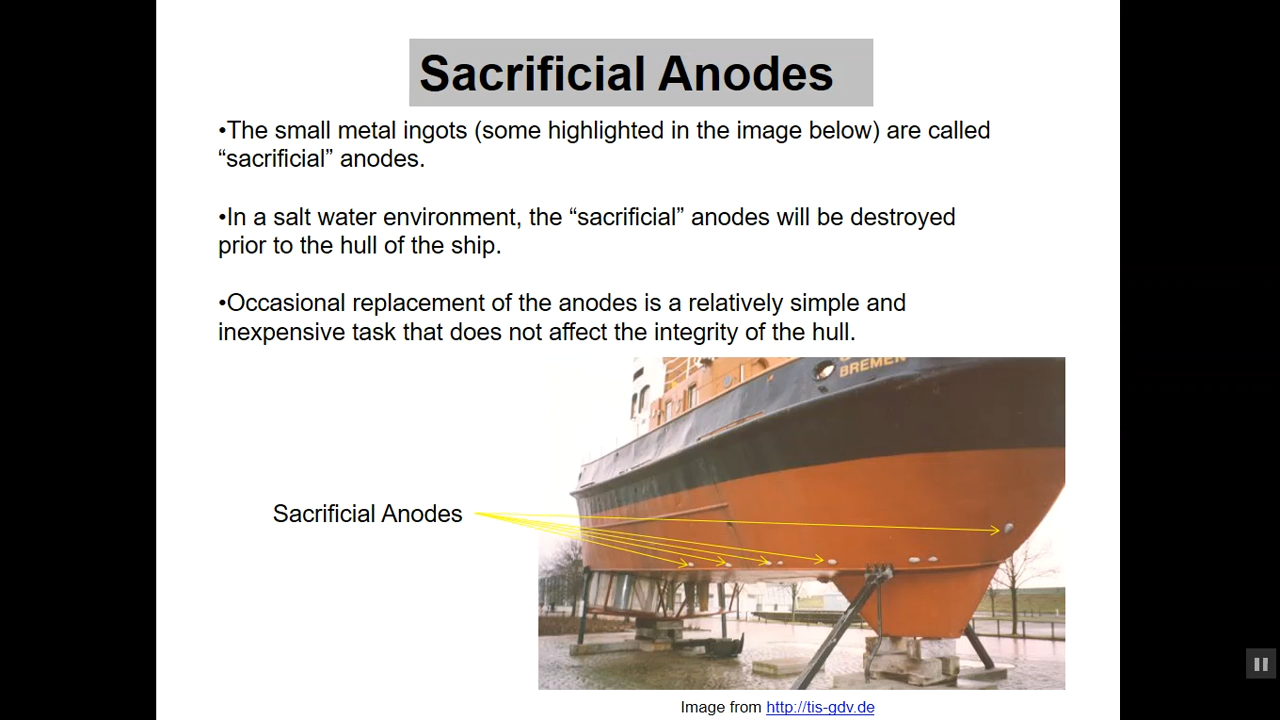 Sacrificial Anodes
•The small metal ingots (some highlighted in the image below) are called
“sacrificial” anodes.
•In a salt water environment, the “sacrificial” anodes will be destroyed
prior to the hull of the ship.
•Occasional replacement of the anodes is a relatively simple and
inexpensive task that does not affect the integrity of the hull.
BREMEN
Sacrificial Anodes
Image from http://tis-gdv.de